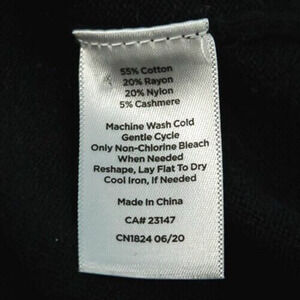 55% Cotton
20% Rayon
20% Nylon
5% Cashmere
Machine Wash Cold
Gentle Cycle
Only Non-Chlorine Bleach
When Needed
Reshape, Lay Flat To Dry
Cool Iron, If Needed
Made In China
CA# 23147
CN1824 06/20